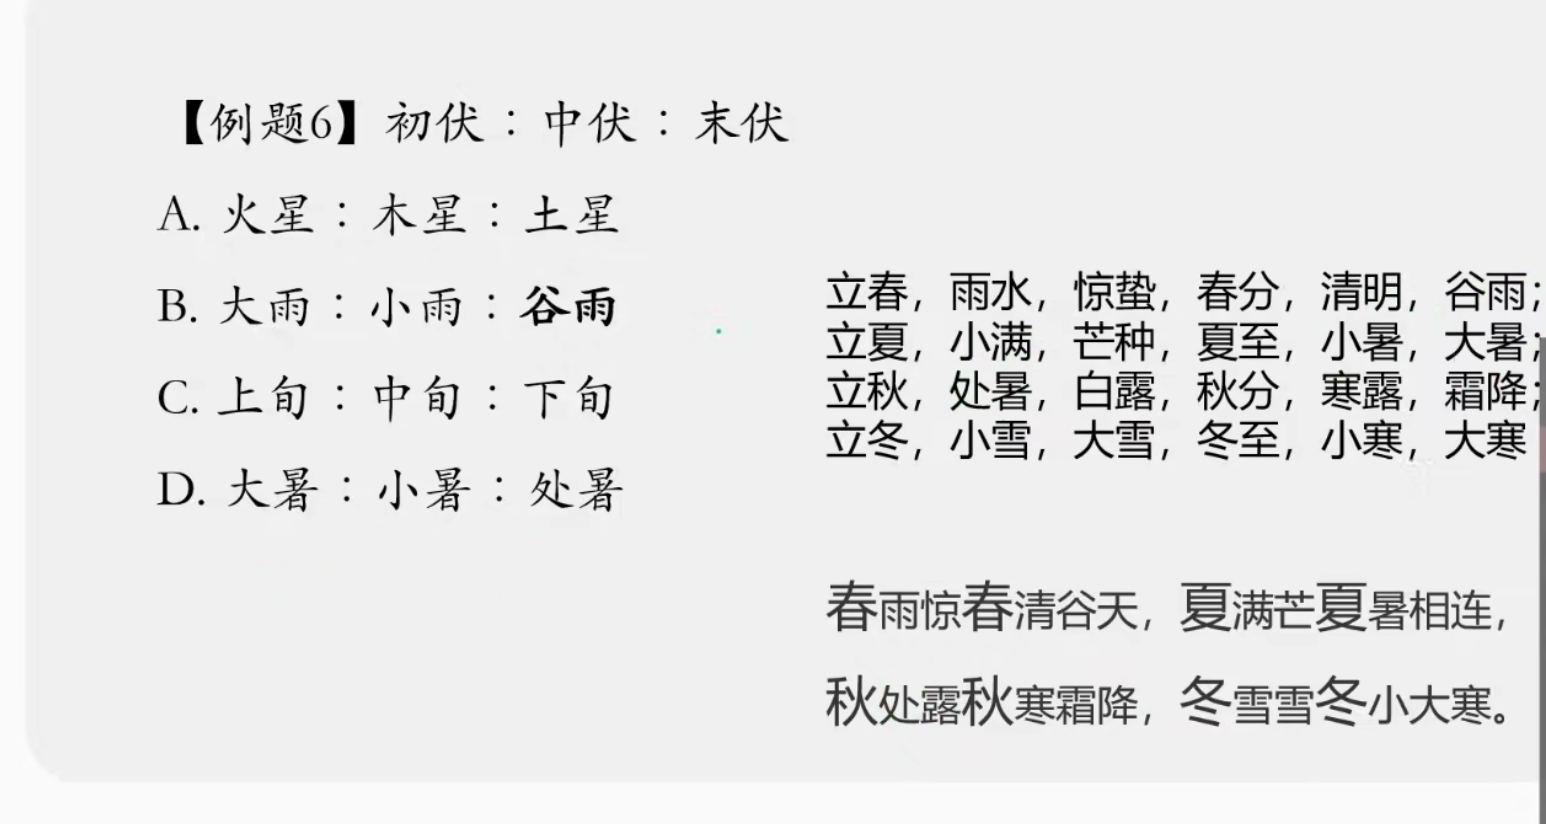 【例题6】初伏：中伏：末伏
A. 火星：木星：土星
B. 大雨：小雨：谷雨
C. 上旬：中旬：下旬
D. 大暑：小暑：处暑
立春，雨水，惊蛰，春分，清明，谷雨；
立夏，小满，芒种，夏至，小暑，大暑；
立秋，处暑，白露，秋分，寒露，霜降；
立冬，小雪，大雪，冬至，小寒，大寒
春雨惊春清谷天，夏满芒夏暑相连，
秋处露秋寒霜降，冬雪雪冬小大寒。